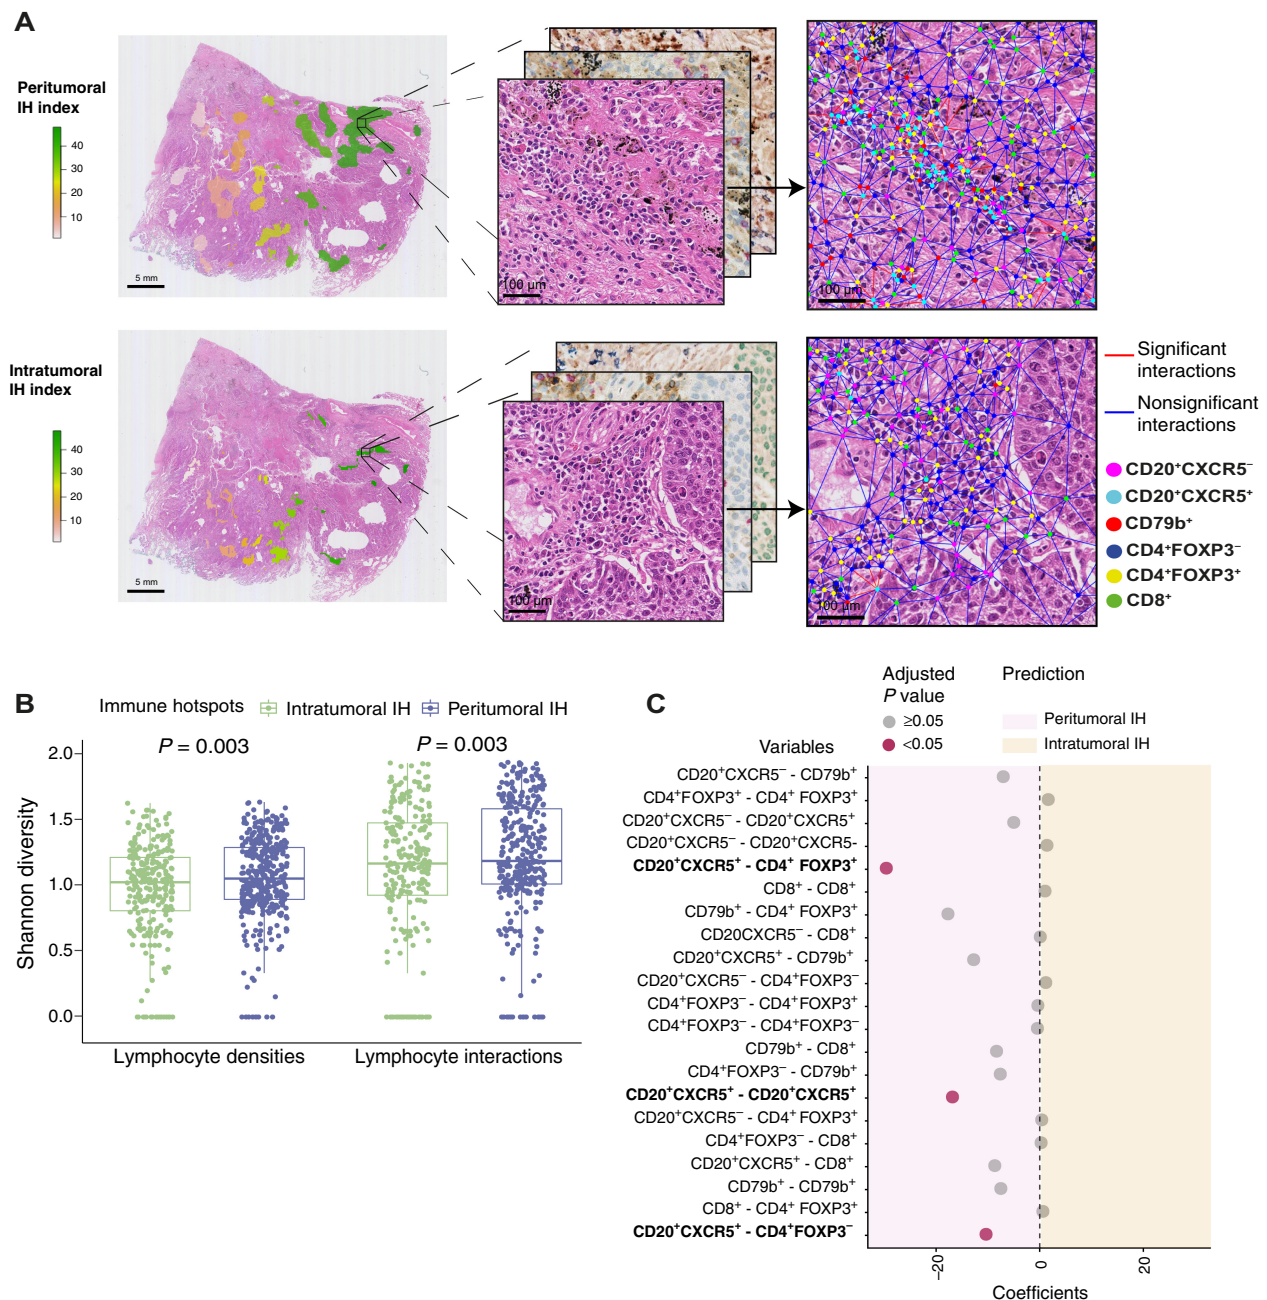 A
Peritumoral
IH index
40
30
20
10
5 mm
100 µm
100 µm
Intratumoral
IH index
40
30
20
10
5 mm
100 µm
100 µm
Significant
interactions
Nonsignificant
interactions
CD20⁺CXCR5⁻
CD20⁺CXCR5⁺
CD79b⁺
CD4⁺FOXP3⁻
CD4⁺FOXP3⁺
CD8⁺
B
Immune hotspots
Intratumoral IH
Peritumoral IH
P = 0.003
P = 0.003
Shannon diversity
2.0
1.5
1.0
0.5
0.0
Lymphocyte densities
Lymphocyte interactions
C
Adjusted
P value
≥0.05
<0.05
Prediction
Peritumoral IH
Intratumoral IH
Variables
CD20⁺CXCR5⁻ - CD79b⁺
CD4⁺FOXP3⁺ - CD4⁺ FOXP3⁺
CD20⁺CXCR5⁻ - CD20⁺CXCR5⁺
CD20⁺CXCR5⁻ - CD20⁺CXCR5-
CD20⁺CXCR5⁺ - CD4⁺ FOXP3⁺
CD8⁺ - CD8⁺
CD79b⁺ - CD4⁺ FOXP3⁺
CD20CXCR5⁻ - CD8⁺
CD20⁺CXCR5⁺ - CD79b⁺
CD20⁺CXCR5⁻ - CD4⁺FOXP3⁻
CD4⁺FOXP3⁻ - CD4⁺FOXP3⁺
CD4⁺FOXP3⁻ - CD4⁺FOXP3⁻
CD79b⁺ - CD8⁺
CD4⁺FOXP3⁻ - CD79b⁺
CD20⁺CXCR5⁺ - CD20⁺CXCR5⁺
CD20⁺CXCR5⁻ - CD4⁺ FOXP3⁺
CD4⁺FOXP3⁻ - CD8⁺
CD20⁺CXCR5⁺ - CD8⁺
CD79b⁺ - CD79b⁺
CD8⁺ - CD4⁺ FOXP3⁺
CD20⁺CXCR5⁺ - CD4⁺FOXP3⁻
−20
0
20
Coefficients